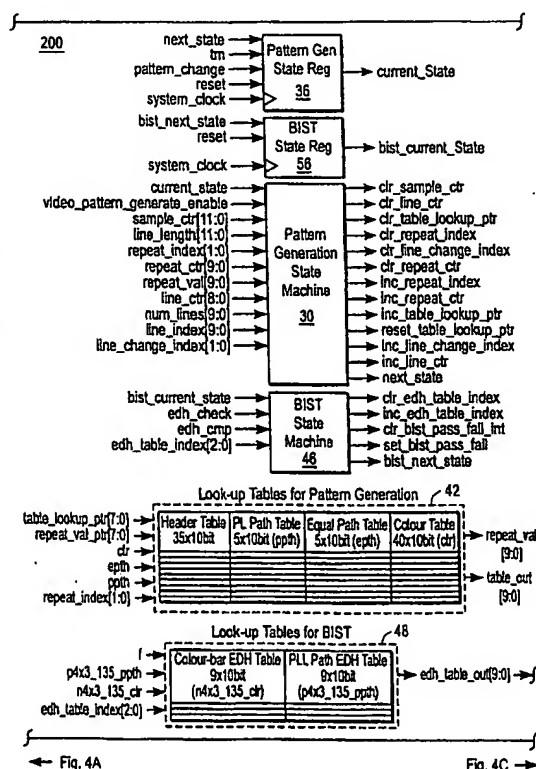 200
next_state
trn
pattern_change
reset
system_clock
Pattern Gen
State Reg
36
current_State
bist_next_state
reset
system_clock
BIST
State Reg
56
bist_current_State
current_state
video_pattern_generate_enable
sample_ctr[11:0]
line_length[11:0]
repeat_index[1:0]
repeat_ctr[9:0]
repeat_val[9:0]
line_ctr[8:0]
num_lines[9:0]
line_index[9:0]
line_change_index[1:0]
Pattern
Generation
State
Machine
30
clr_sample_ctr
clr_line_ctr
clr_table_lookup_ptr
clr_repeat_index
clr_line_change_index
clr_repeat_ctr
inc_repeat_index
inc_repeat_ctr
inc_table_lookup_ptr
reset_table_lookup_ptr
inc_line_change_index
inc_line_ctr
next_state
bist_current_state
edh_check
edh_cmp
edh_table_index[2:0]
BIST
State
Machine
46
clr_edh_table_index
inc_edh_table_index
clr_bist_pass_fail_int
set_bist_pass_fail
bist_next_state
Look-up Tables for Pattern Generation
42
table_lookup_ptr[7:0]
repeat_val_ptr[7:0]
clr
epth
ppth
repeat_index[1:0]
Header Table
35x10bit
PL Path Table
5x10bit (ppth)
Equal Path Table
5x10bit (epth)
Colour Table
40x10bit (clr)
repeat_val
[9:0]
table_out
[9:0]
Look-up Tables for BIST
48
f
p4x3_135_ppth
n4x3_135_clr
edh_table_index[2:0]
Colour-bar EDH Table
9x10bit
(n4x3_135_clr)
PLL Path EDH Table
9x10bit
(p4x3_135_ppth)
edh_table_out[9:0]
Fig. 4A
Fig. 4C